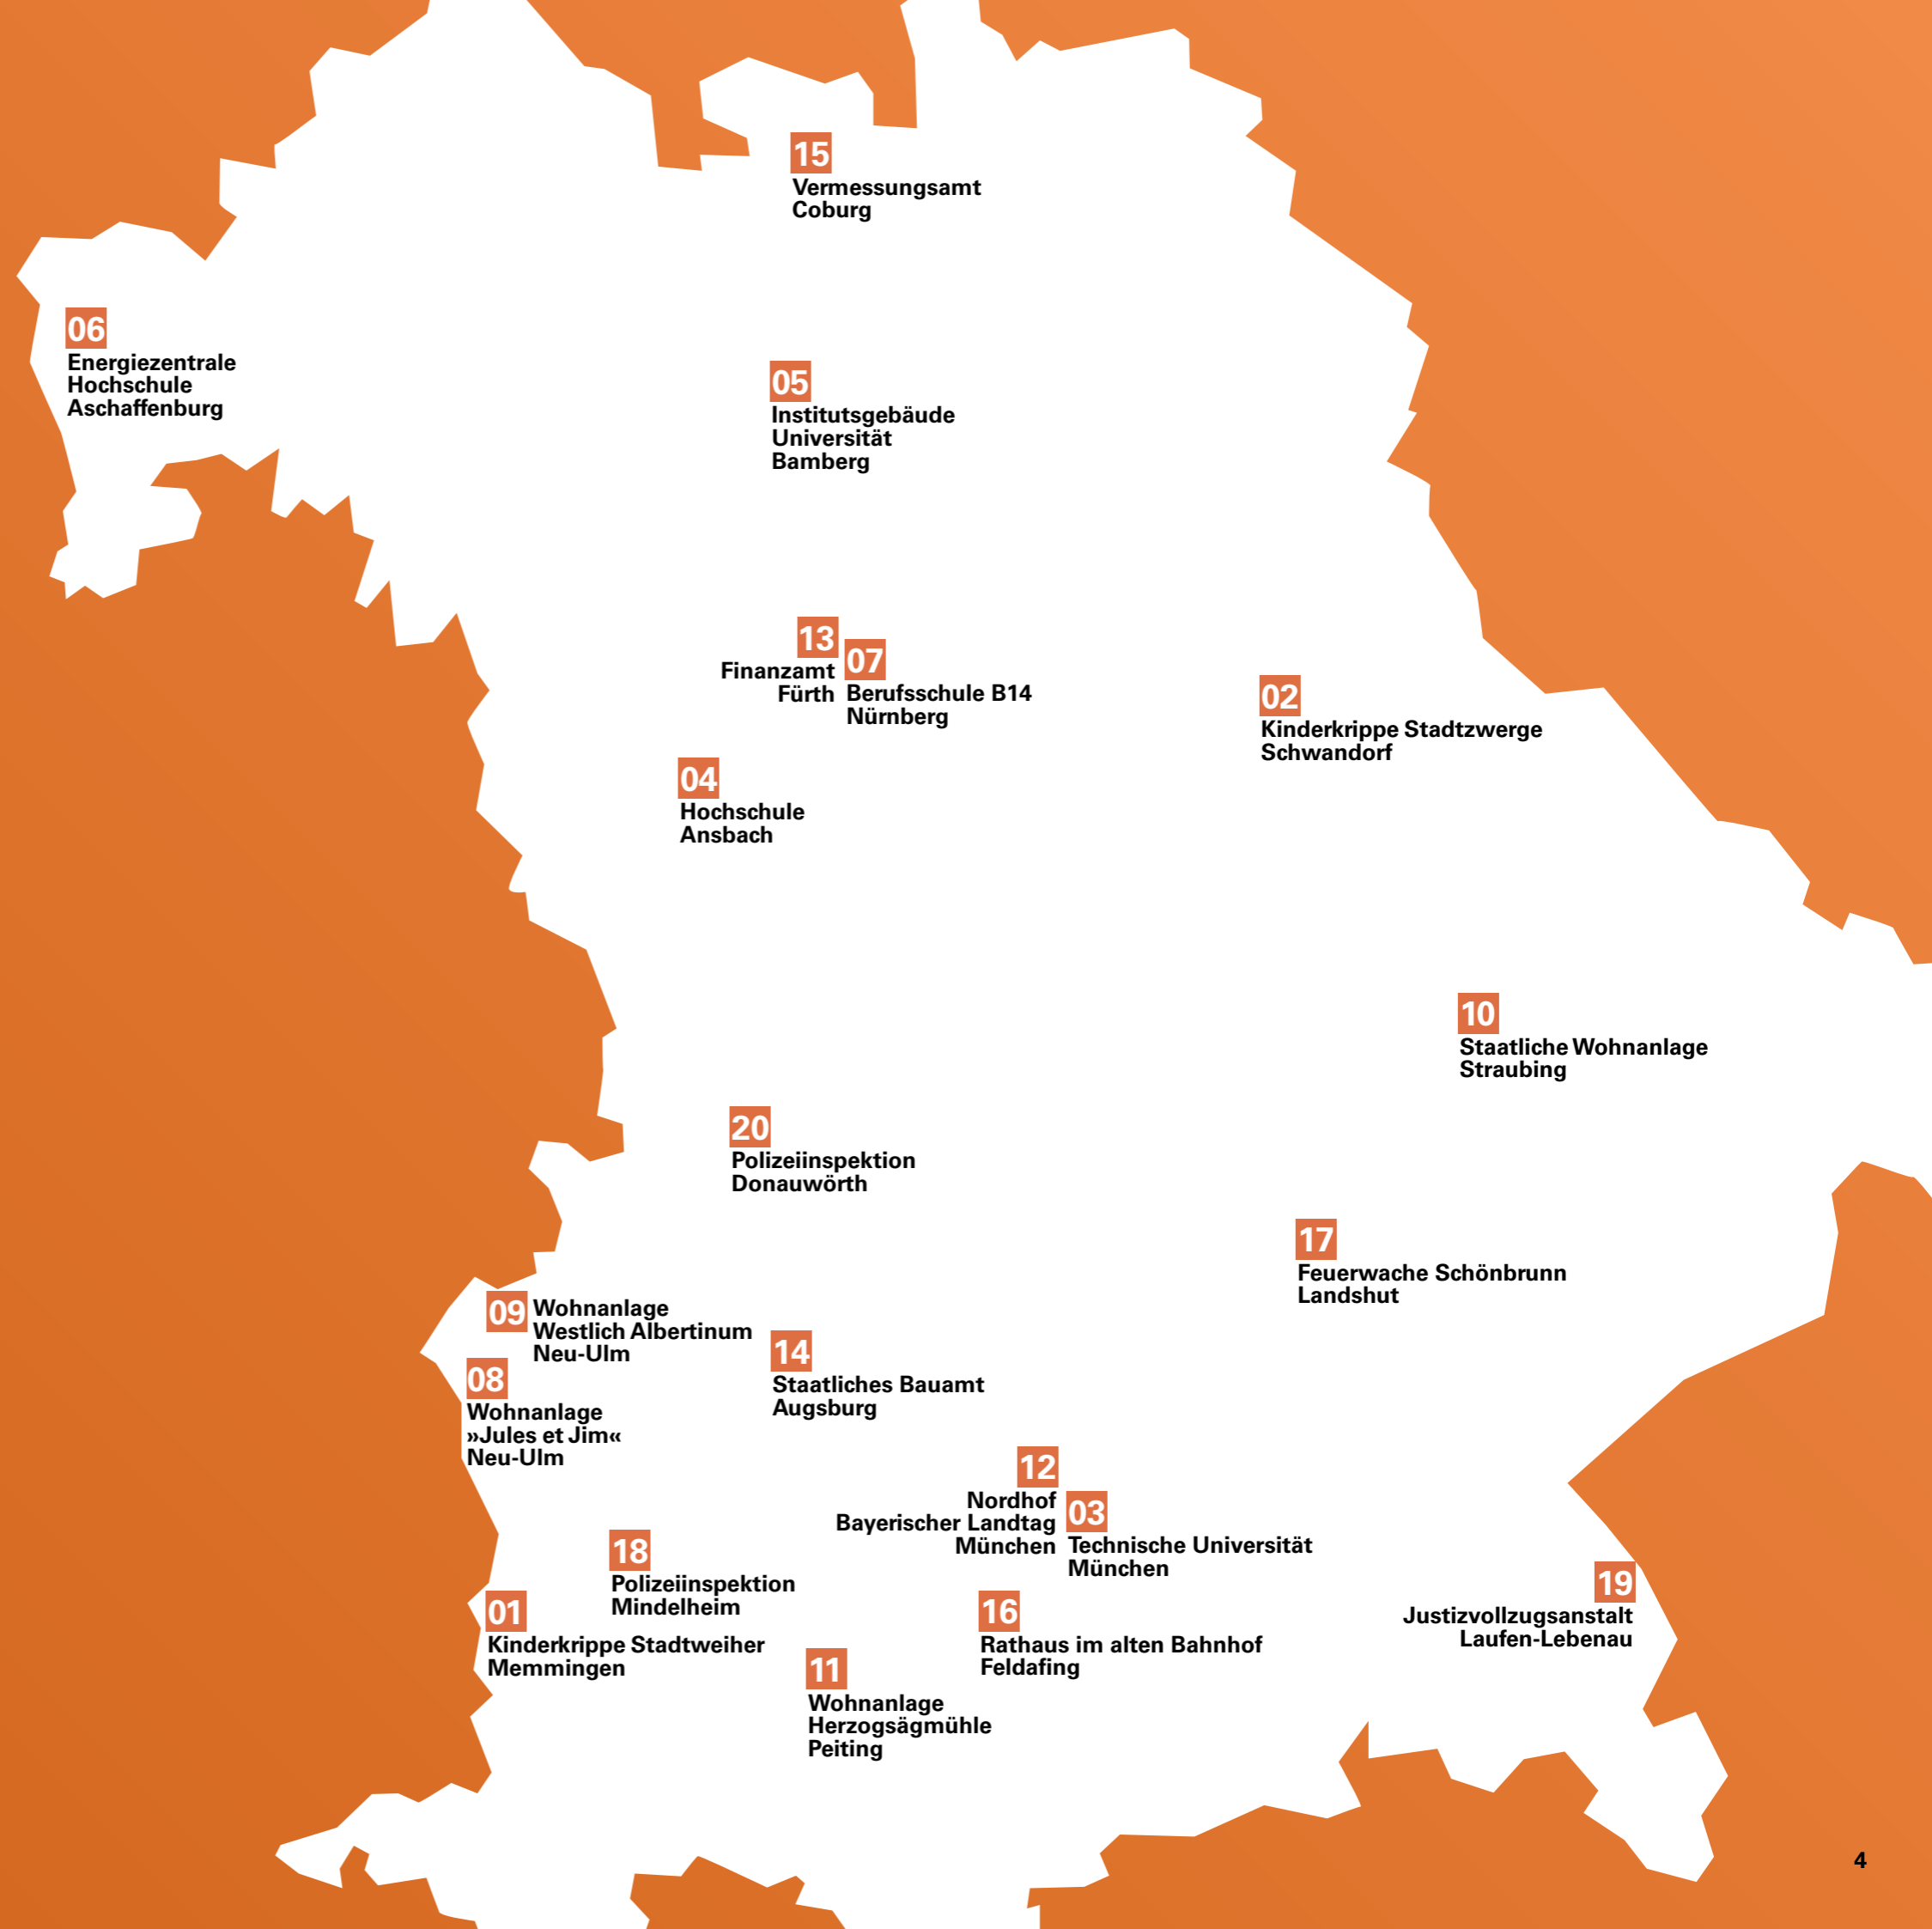 15
Vermessungsamt
Coburg
06
Energiezentrale
Hochschule
Aschaffenburg
05
Institutsgebäude
Universität
Bamberg
13
Finanzamt
Fürth
07
Berufsschule B14
Nürnberg
02
Kinderkrippe Stadtzwerge
Schwandorf
04
Hochschule
Ansbach
10
Staatliche Wohnanlage
Straubing
20
Polizeiinspektion
Donauwörth
17
Feuerwache Schönbrunn
Landshut
09
Wohnanlage
Westlich Albertinum
Neu-Ulm
14
Staatliches Bauamt
Augsburg
08
Wohnanlage
»Jules et Jim«
Neu-Ulm
12
Nordhof
Bayerischer Landtag
München
03
Technische Universität
München
18
Polizeiinspektion
Mindelheim
19
Justizvollzugsanstalt
Laufen-Lebenau
01
Kinderkrippe Stadtweiher
Memmingen
16
Rathaus im alten Bahnhof
Feldafing
11
Wohnanlage
Herzogsägmühle
Peiting
4